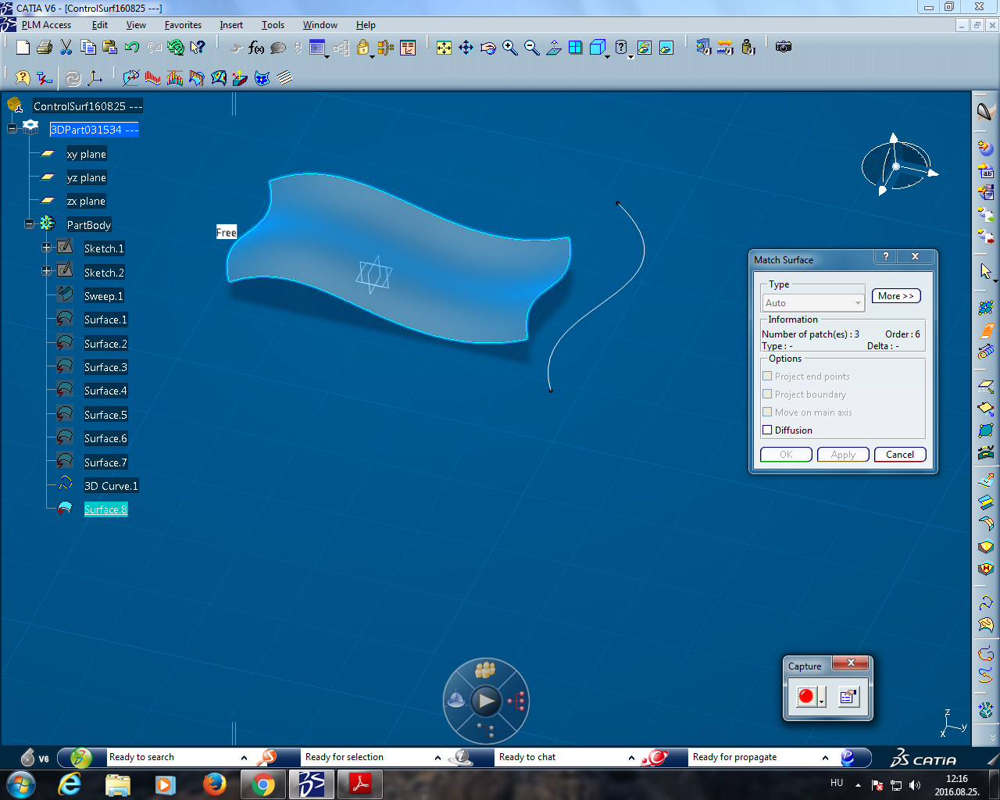 CATIA V6 - [ControlSurf160825 ---]
PLM Access Edit View Favorites Insert Tools Window Help
f(x)
ControlSurf160825 ---
3DPart031534 ---
xy plane
yz plane
zx plane
PartBody
Sketch.1
Sketch.2
Sweep.1
Surface.1
Surface.2
Surface.3
Surface.4
Surface.5
Surface.6
Surface.7
3D Curve.1
Surface.8
Free
Match Surface
Type
Auto
More >>
Information
Number of patch(es) : 3 Order : 6
Type : - Delta : -
Options
Project end points
Project boundary
Move on main axis
Diffusion
OK Apply Cancel
Capture
z
y
x
V6 Ready to search Ready for selection Ready to chat Ready for propagate CATIA
HU
12:16
2016.08.25.